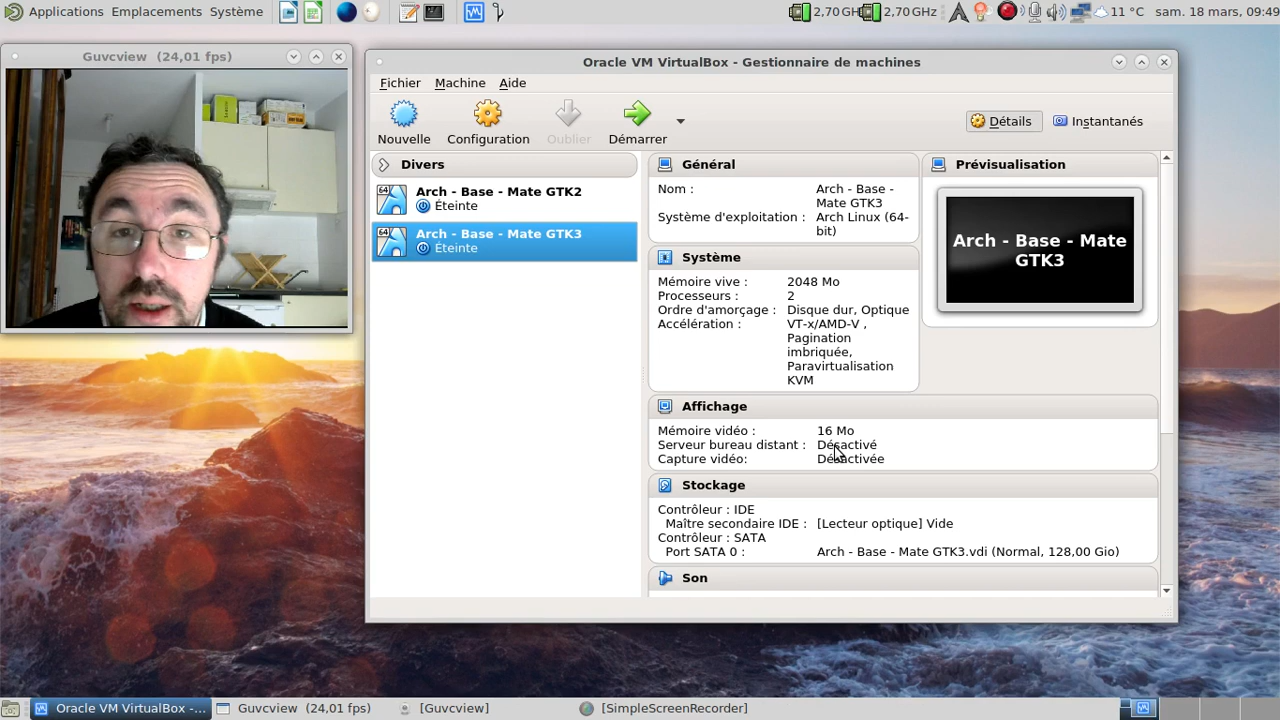 Applications Emplacements Système
2,70 GHz 2,70 GHz 11 °C sam. 18 mars, 09:49
Guvcview (24,01 fps)
Oracle VM VirtualBox - Gestionnaire de machines
Fichier Machine Aide
Nouvelle Configuration Oublier Démarrer
Détails Instantanés
Divers
64 Arch - Base - Mate GTK2
Éteinte
64 Arch - Base - Mate GTK3
Éteinte
Général
Nom : Arch - Base -
Mate GTK3
Système d'exploitation : Arch Linux (64-
bit)
Système
Mémoire vive : 2048 Mo
Processeurs : 2
Ordre d'amorçage : Disque dur, Optique
Accélération : VT-x/AMD-V ,
Pagination
imbriquée,
Paravirtualisation
KVM
Prévisualisation
Arch - Base - Mate
GTK3
Affichage
Mémoire vidéo : 16 Mo
Serveur bureau distant : Désactivé
Capture vidéo: Désactivée
Stockage
Contrôleur : IDE
Maître secondaire IDE : [Lecteur optique] Vide
Contrôleur : SATA
Port SATA 0 : Arch - Base - Mate GTK3.vdi (Normal, 128,00 Gio)
Son
Oracle VM VirtualBox -... Guvcview (24,01 fps) [Guvcview] [SimpleScreenRecorder]